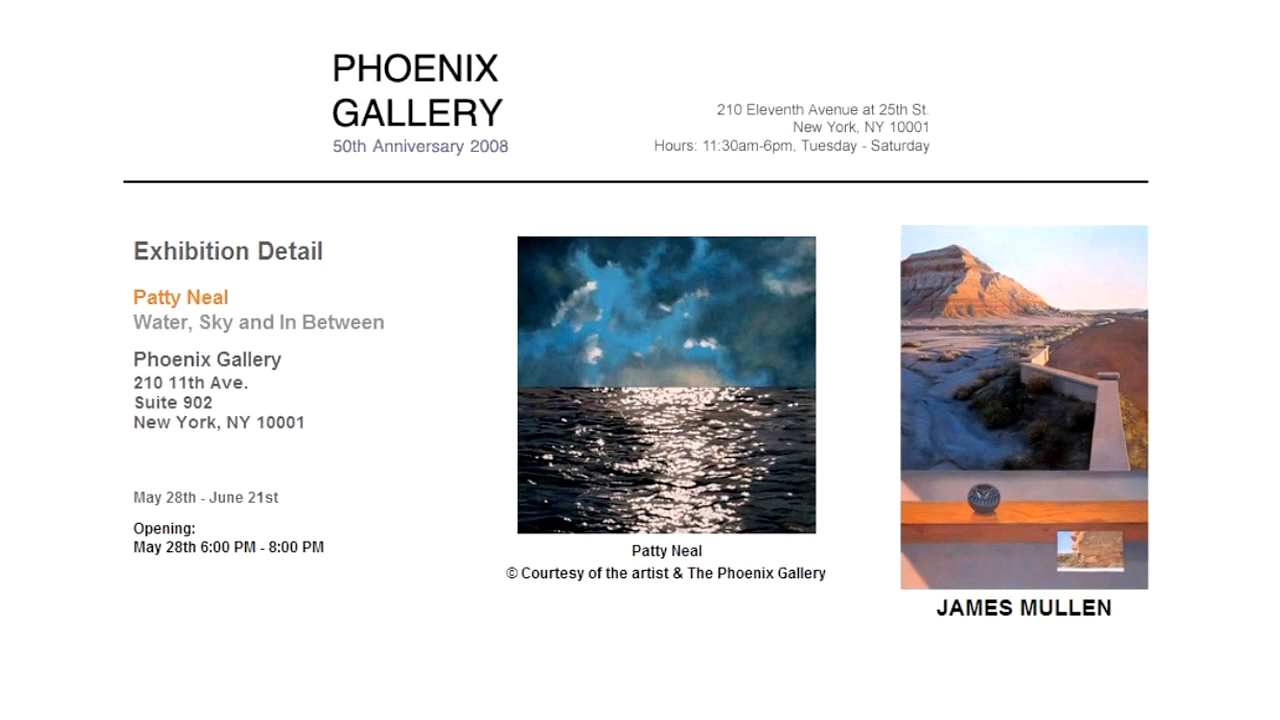 PHOENIX
GALLERY
50th Anniversary 2008
210 Eleventh Avenue at 25th St.
New York, NY 10001
Hours: 11:30am-6pm, Tuesday - Saturday
Exhibition Detail
Patty Neal
Water, Sky and In Between
Phoenix Gallery
210 11th Ave.
Suite 902
New York, NY 10001
May 28th - June 21st
Opening:
May 28th 6:00 PM - 8:00 PM
Patty Neal
© Courtesy of the artist & The Phoenix Gallery
JAMES MULLEN